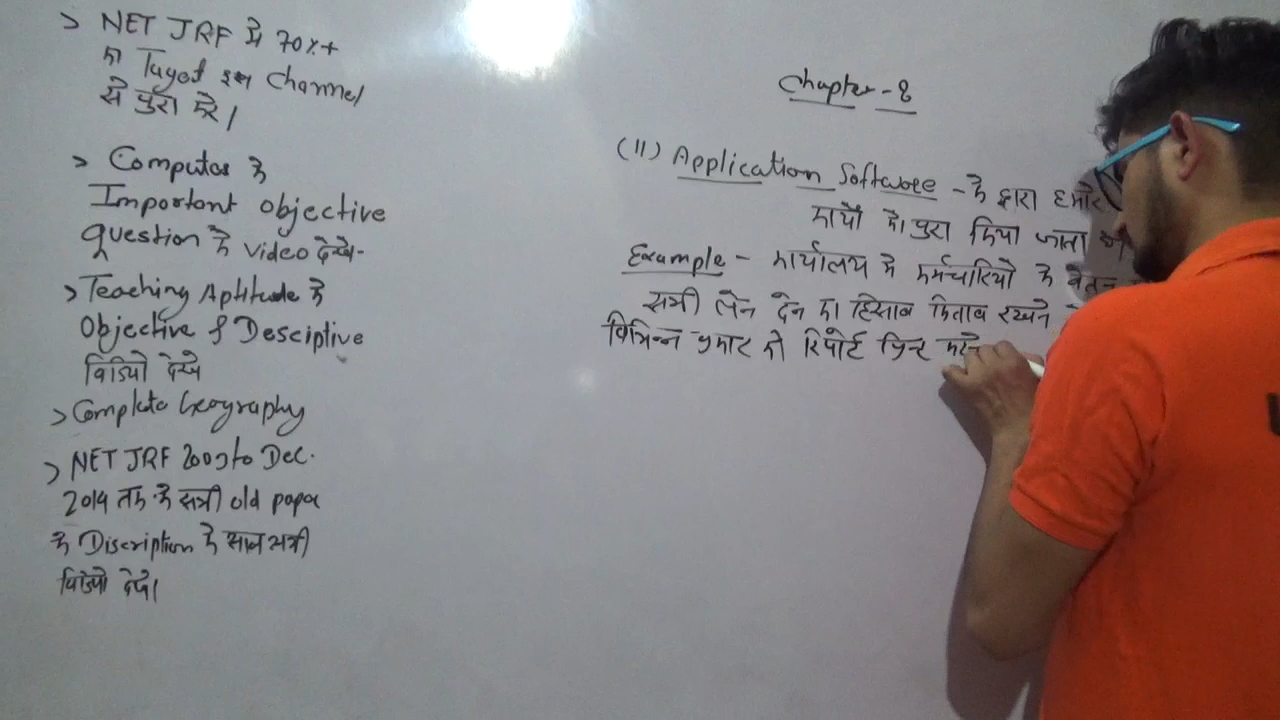 > NET JRF मे 70%+
का Taget इस Channel
से पुरा करे।
> Computer के
Important objective
Question के video देखे-
> Teaching Aptitude के
Objective & Desciptive
विडियो देखे
> Complete Geography
> NET JRF 2009 to Dec.
2014 तक के सभी old paper
के Discription के साथ सभी
विडियो देखे।
Chapter-8
(II) Application Software - के द्वारा हमारे
कार्यो को पुरा किया जाता
Example - कार्यालय मे कर्मचारियो के वेतन
सभी लेन देन का हिसाब किताब रखने
विभिन्न प्रकार की रिपोर्ट प्रिन्ट करने